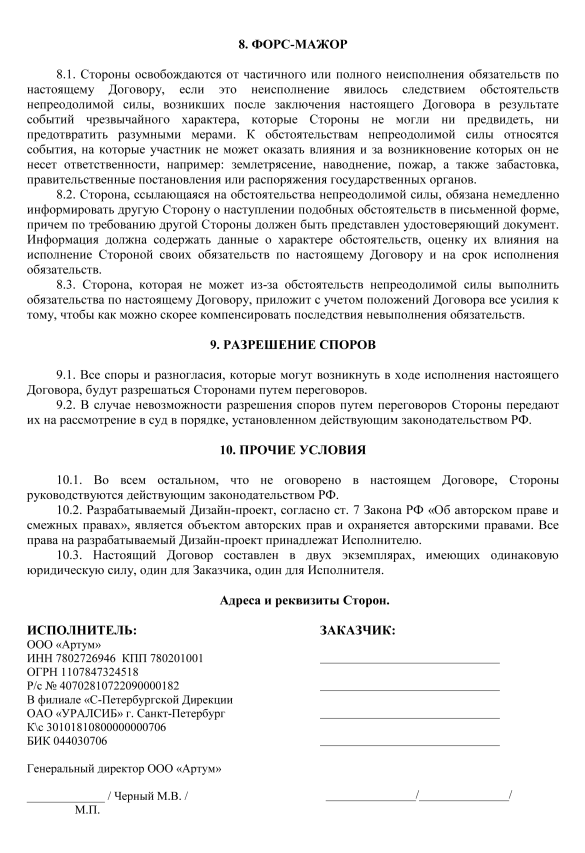 8. ФОРС-МАЖОР
8.1. Стороны освобождаются от частичного или полного неисполнения обязательств по
настоящему Договору, если это неисполнение явилось следствием обстоятельств
непреодолимой силы, возникших после заключения настоящего Договора в результате
событий чрезвычайного характера, которые Стороны не могли ни предвидеть, ни
предотвратить разумными мерами. К обстоятельствам непреодолимой силы относятся
события, на которые участник не может оказать влияния и за возникновение которых он не
несет ответственности, например: землетрясение, наводнение, пожар, а также забастовка,
правительственные постановления или распоряжения государственных органов.
8.2. Сторона, ссылающаяся на обстоятельства непреодолимой силы, обязана немедленно
информировать другую Сторону о наступлении подобных обстоятельств в письменной форме,
причем по требованию другой Стороны должен быть представлен удостоверяющий документ.
Информация должна содержать данные о характере обстоятельств, оценку их влияния на
исполнение Стороной своих обязательств по настоящему Договору и на срок исполнения
обязательств.
8.3. Сторона, которая не может из-за обстоятельств непреодолимой силы выполнить
обязательства по настоящему Договору, приложит с учетом положений Договора все усилия к
тому, чтобы как можно скорее компенсировать последствия невыполнения обязательств.
9. РАЗРЕШЕНИЕ СПОРОВ
9.1. Все споры и разногласия, которые могут возникнуть в ходе исполнения настоящего
Договора, будут разрешаться Сторонами путем переговоров.
9.2. В случае невозможности разрешения споров путем переговоров Стороны передают
их на рассмотрение в суд в порядке, установленном действующим законодательством РФ.
10. ПРОЧИЕ УСЛОВИЯ
10.1. Во всем остальном, что не оговорено в настоящем Договоре, Стороны
руководствуются действующим законодательством РФ.
10.2. Разрабатываемый Дизайн-проект, согласно ст. 7 Закона РФ «Об авторском праве и
смежных правах», является объектом авторских прав и охраняется авторскими правами. Все
права на разрабатываемый Дизайн-проект принадлежат Исполнителю.
10.3. Настоящий Договор составлен в двух экземплярах, имеющих одинаковую
юридическую силу, один для Заказчика, один для Исполнителя.
Адреса и реквизиты Сторон.
ИСПОЛНИТЕЛЬ:
ООО «Артум»
ИНН 7802726946 КПП 780201001
ОГРН 1107847324518
Р/с № 40702810722090000182
В филиале «С-Петербургской Дирекции
ОАО «УРАЛСИБ» г. Санкт-Петербург
К\с 30101810800000000706
БИК 044030706
Генеральный директор ООО «Артум»
_____________ / Черный М.В. /
М.П.
ЗАКАЗЧИК:
______________________________
______________________________
______________________________
______________________________
_______________/_______________/